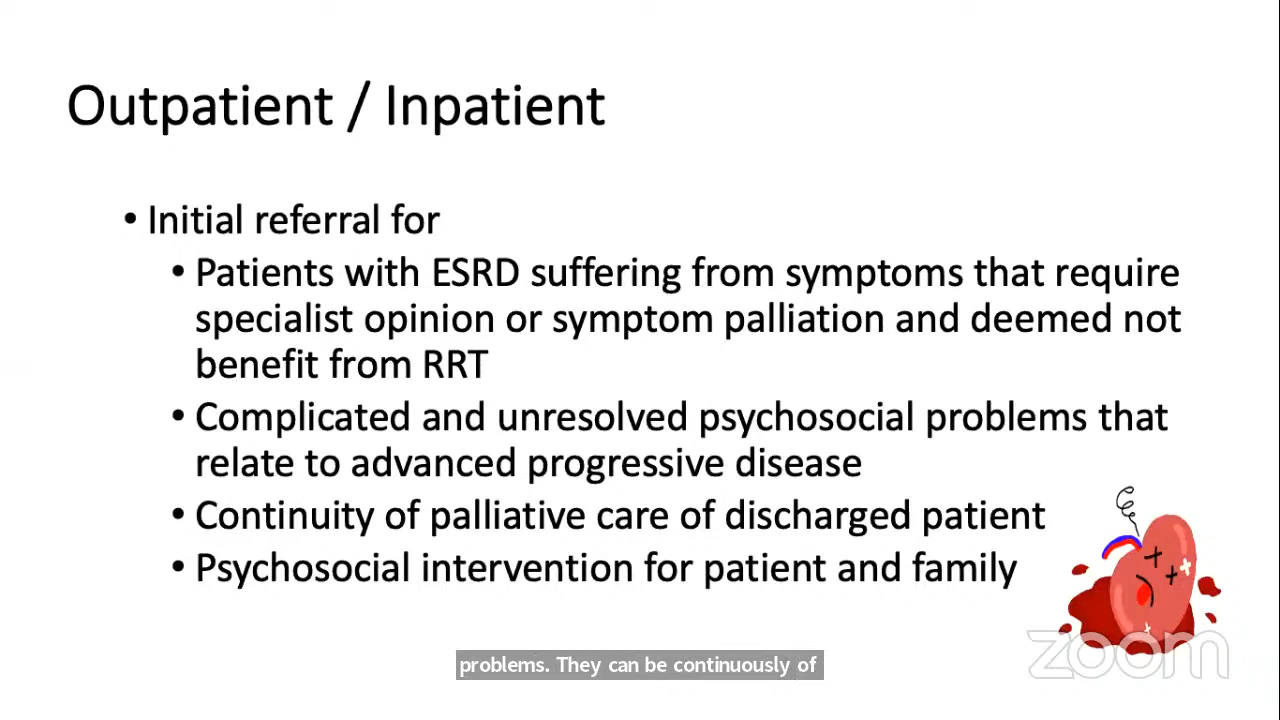 Outpatient / Inpatient
• Initial referral for
• Patients with ESRD suffering from symptoms that require
specialist opinion or symptom palliation and deemed not
benefit from RRT
• Complicated and unresolved psychosocial problems that
relate to advanced progressive disease
• Continuity of palliative care of discharged patient
• Psychosocial intervention for patient and family
zoom
problems. They can be continuously of